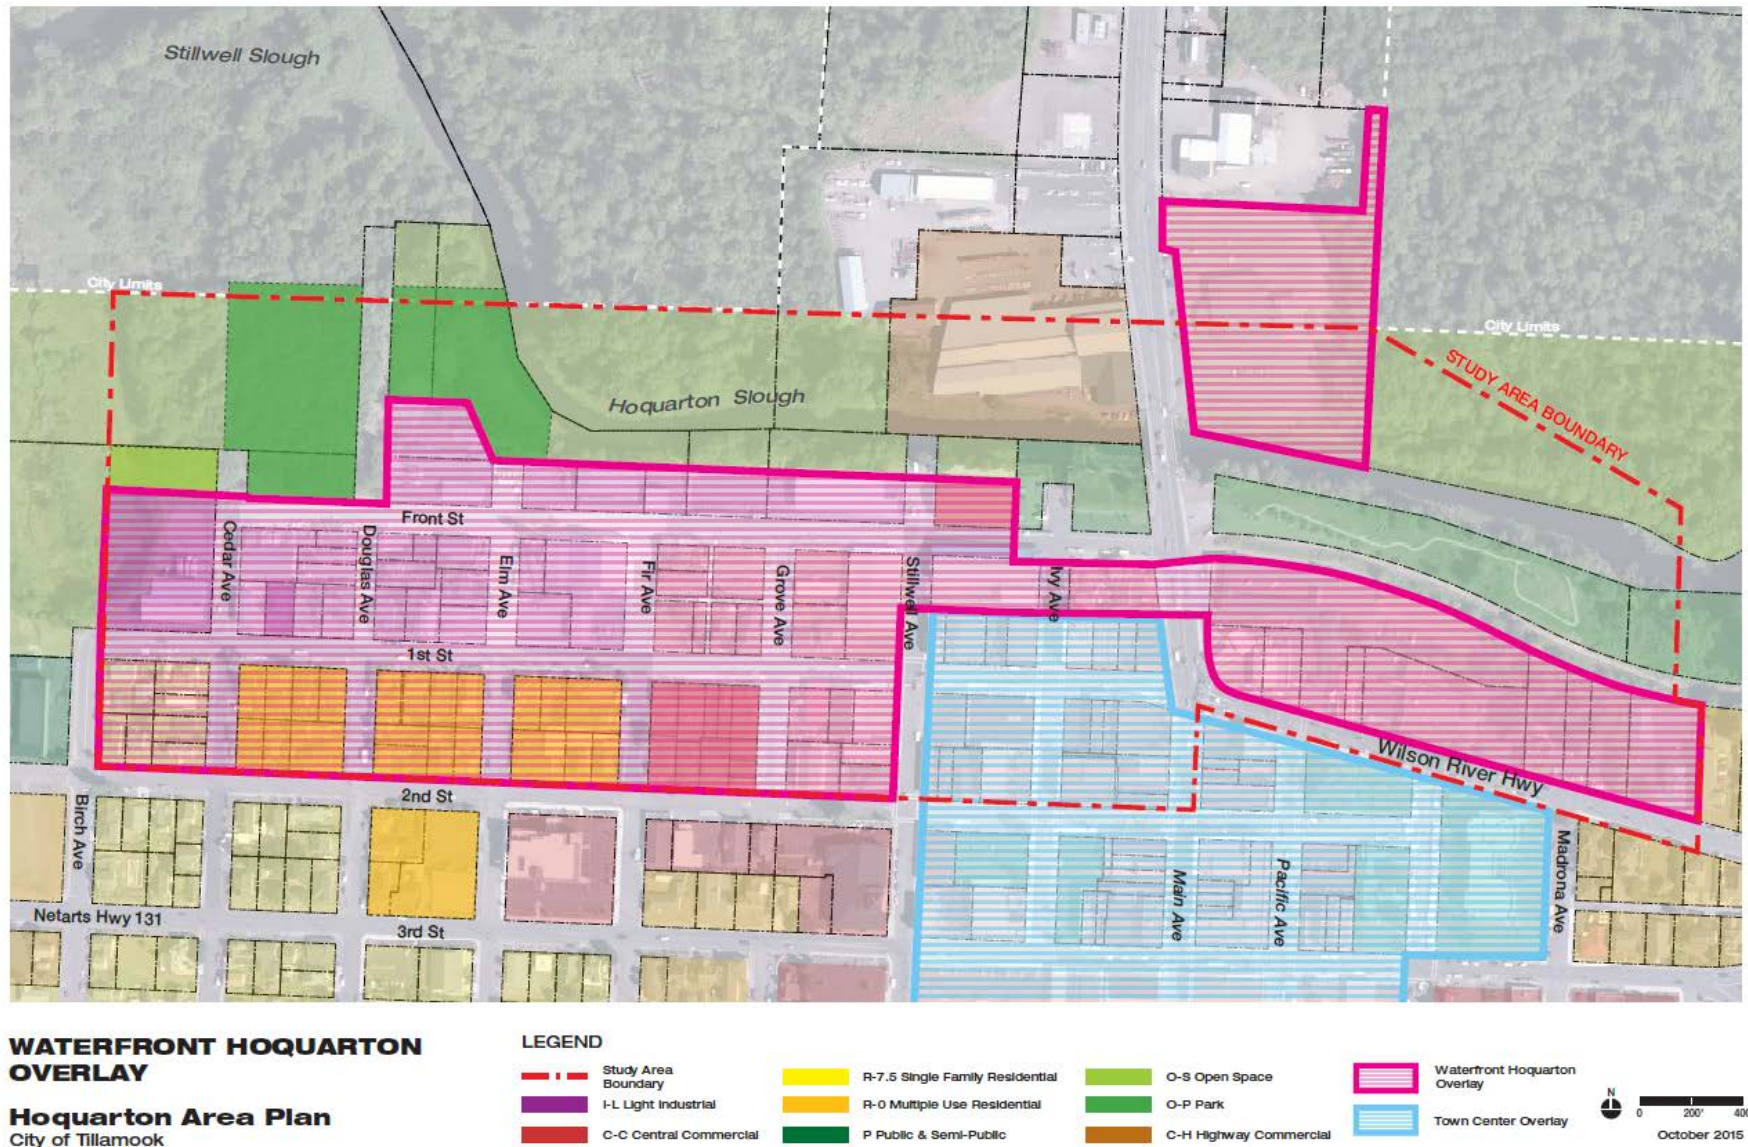 Stillwell Slough
City Limits
City Limits
STUDY AREA BOUNDARY
Hoquarton Slough
Front St
Cedar Ave
Douglas Ave
Elm Ave
Fir Ave
Grove Ave
Stillwell Ave
Ivy Ave
1st St
Wilson River Hwy
2nd St
Birch Ave
Madrona Ave
Main Ave
Pacific Ave
Netarts Hwy 131
3rd St
WATERFRONT HOQUARTON
OVERLAY
Hoquarton Area Plan
City of Tillamook
LEGEND
Study Area
Boundary
I-L Light Industrial
C-C Central Commercial
R-7.5 Single Family Residential
R-0 Multiple Use Residential
P Public & Semi-Public
O-S Open Space
O-P Park
C-H Highway Commercial
Waterfront Hoquarton
Overlay
Town Center Overlay
N
0 200' 400
October 2015